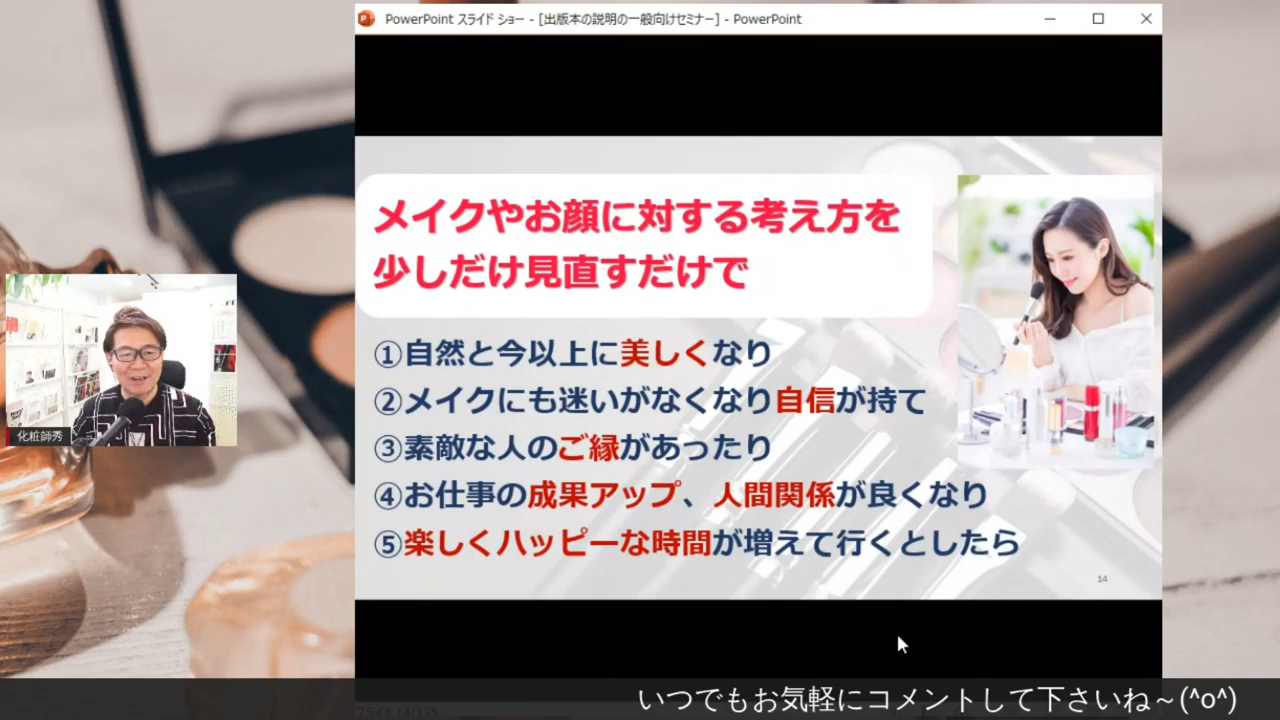 PowerPoint スライド ショー - [出版本の説明の一般向けセミナー] - PowerPoint
メイクやお顔に対する考え方を
少しだけ見直すだけで
①自然と今以上に美しくなり
②メイクにも迷いがなくなり自信が持て
③素敵な人のご縁があったり
④お仕事の成果アップ、人間関係が良くなり
⑤楽しくハッピーな時間が増えて行くとしたら
14
化粧師秀
いつでもお気軽にコメントして下さいね～(^o^)
スライド 14/135